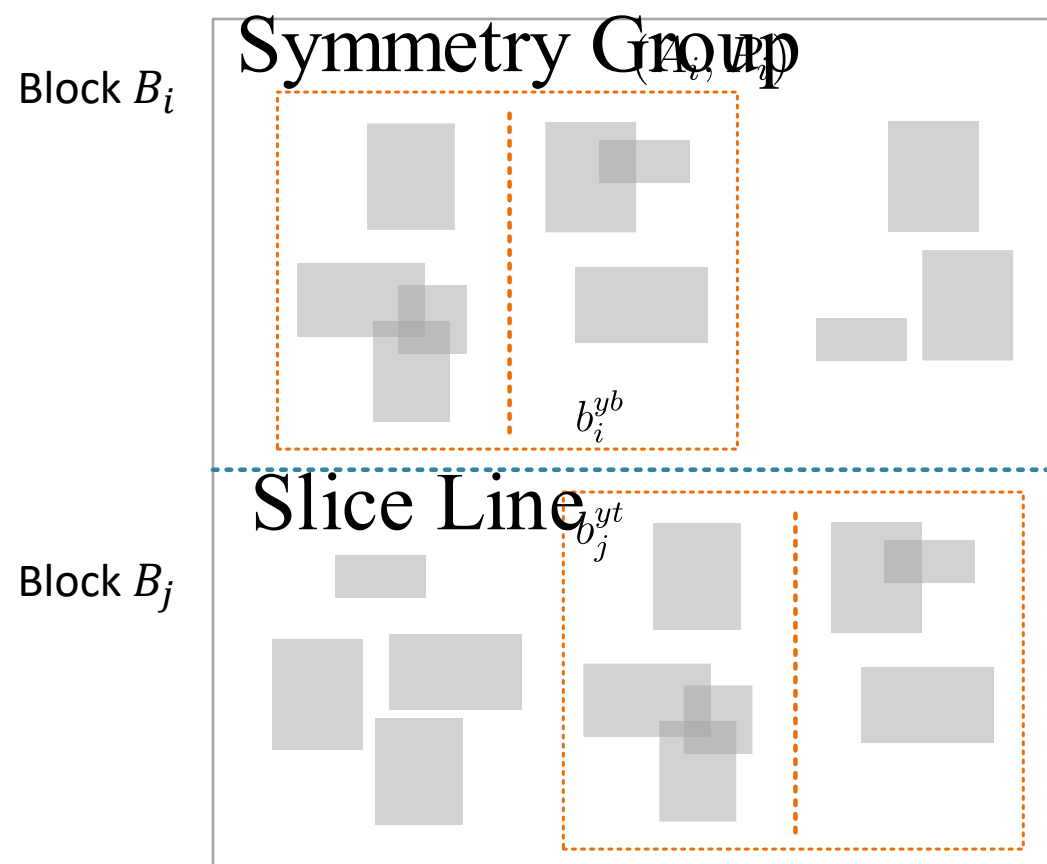 Symmetry Group
(A_i, P_i)
Block B_i
b_i^{yb}
Slice Line
b_j^{yt}
Block B_j